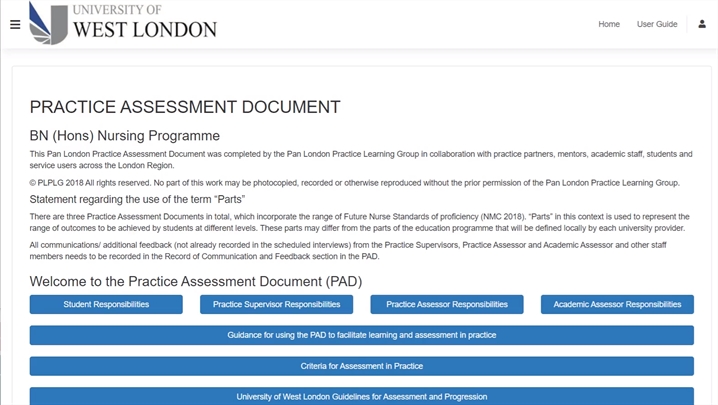 UNIVERSITY OF
WEST LONDON
Home
User Guide
PRACTICE ASSESSMENT DOCUMENT
BN (Hons) Nursing Programme
This Pan London Practice Assessment Document was completed by the Pan London Practice Learning Group in collaboration with practice partners, mentors, academic staff, students and
service users across the London Region.
© PLPLG 2018 All rights reserved. No part of this work may be photocopied, recorded or otherwise reproduced without the prior permission of the Pan London Practice Learning Group.
Statement regarding the use of the term “Parts”
There are three Practice Assessment Documents in total, which incorporate the range of Future Nurse Standards of proficiency (NMC 2018). “Parts” in this context is used to represent the
range of outcomes to be achieved by students at different levels. These parts may differ from the parts of the education programme that will be defined locally by each university provider.
All communications/ additional feedback (not already recorded in the scheduled interviews) from the Practice Supervisors, Practice Assessor and Academic Assessor and other staff
members needs to be recorded in the Record of Communication and Feedback section in the PAD.
Welcome to the Practice Assessment Document (PAD)
Student Responsibilities
Practice Supervisor Responsibilities
Practice Assessor Responsibilities
Academic Assessor Responsibilities
Guidance for using the PAD to facilitate learning and assessment in practice
Criteria for Assessment in Practice
University of West London Guidelines for Assessment and Progression